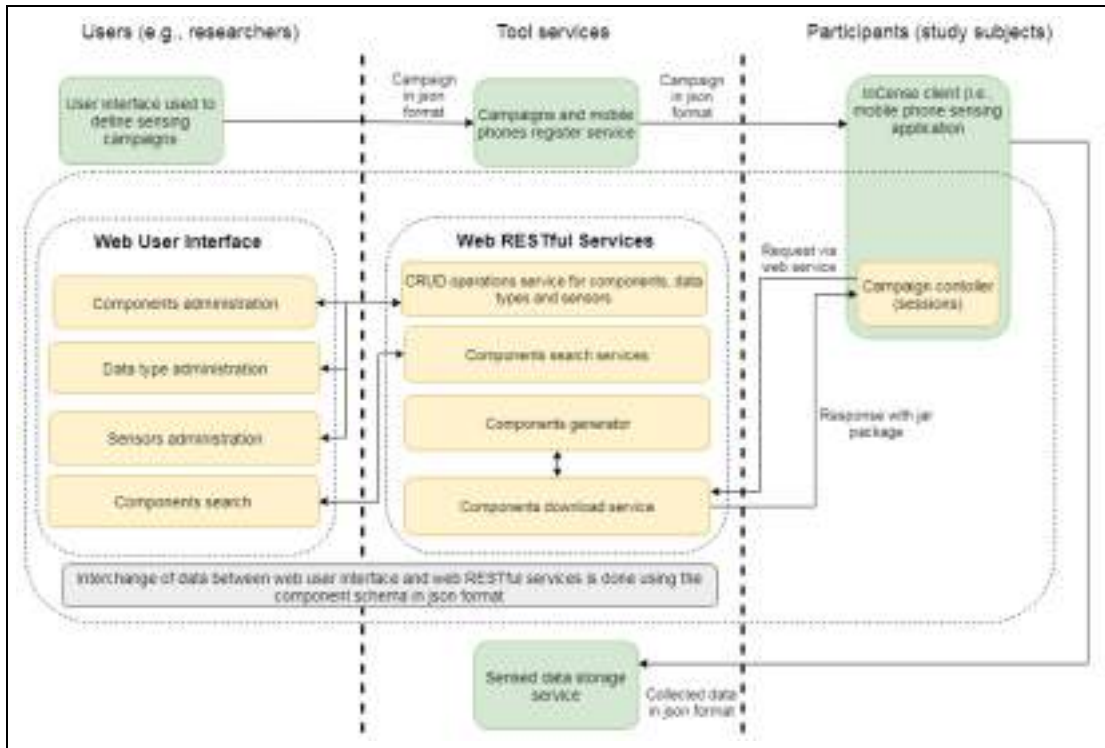 Users (e.g., researchers)
Tool services
Participants (study subjects)
User interface used to
define sensing
campaigns
Campaign
in json
format
Campaigns and mobile
phones register service
Campaign
in json
format
InCense client (i.e.
mobile phone sensing
application
Web User Interface
Components administration
Data type administration
Sensors administration
Components search
Web RESTful Services
CRUD operations service for components, data
types and sensors
Components search services
Components generator
Components download service
Request via
web service
Campaign contoller
(sessions)
Response with jar
package
Interchange of data between web user interface and web RESTful services is done using the
component schema in json format
Sensed data storage
service
Collected data
in json format